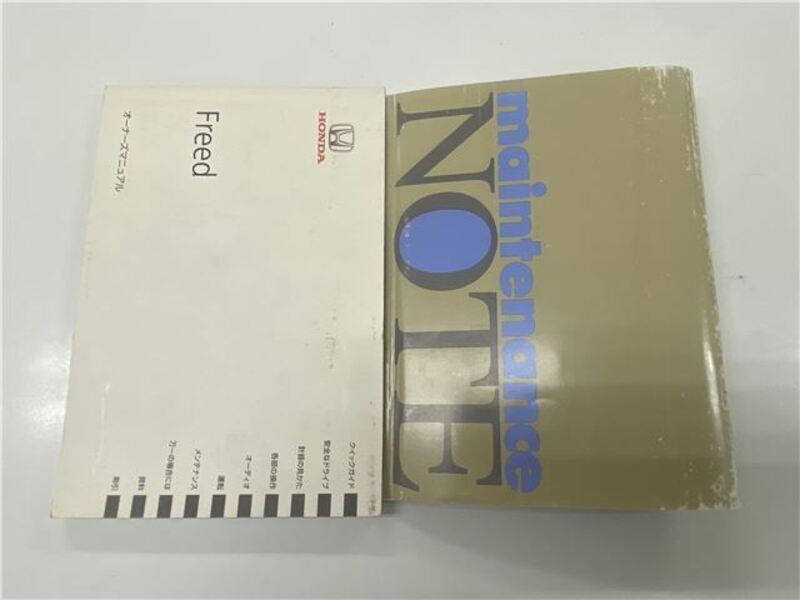 HONDA
Freed
オーナーズマニュアル
クイックガイド
安全なドライブ
計器の見かた
各部の操作
オーディオ
運転
メンテナンス
万一の場合には
資料
索引
maintenance
NOTE